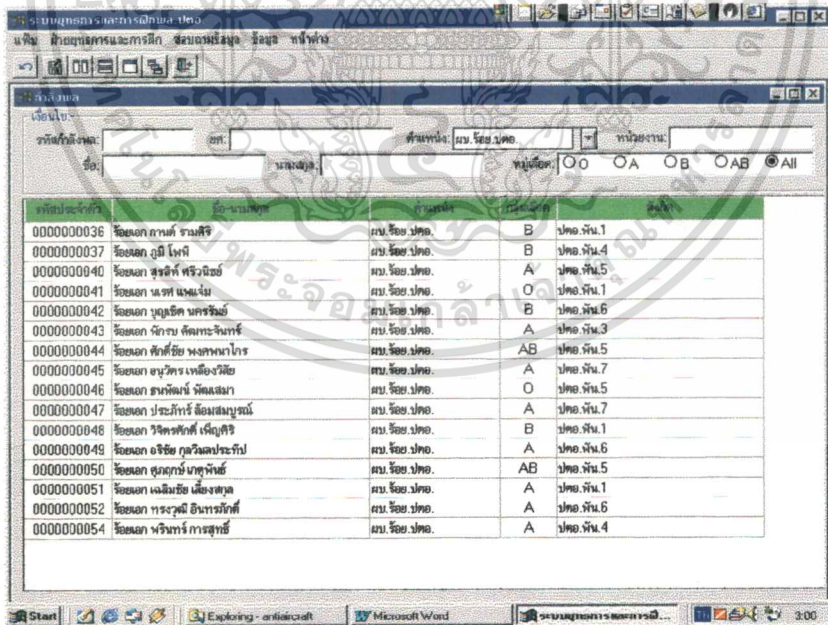 ระบบยุทธการและการฝึกของ ปตอ.
แฟ้ม ฝ่ายยุทธการและการฝึก สอบถามข้อมูล ข้อมูล หน้าต่าง
กำลังพล
เงื่อนไข:-
รหัสกำลังพล: ยศ: ตำแหน่ง: ผบ.ร้อย.ปตอ. หน่วยงาน:
ชื่อ: นามสกุล: หมู่เลือด: O A B AB All
รหัสประจำตัว ชื่อ-นามสกุล ตำแหน่ง กลุ่มเลือด สังกัด
0000000036 ร้อยเอก กานต์ รามศิริ ผบ.ร้อย.ปตอ. B ปตอ.พัน.1
0000000037 ร้อยเอก ภูมิ โพพิ ผบ.ร้อย.ปตอ. B ปตอ.พัน.4
0000000040 ร้อยเอก สุรสีห์ ศรีวนิชย์ ผบ.ร้อย.ปตอ. A ปตอ.พัน.5
0000000041 ร้อยเอก นเรศ แพแจ่ม ผบ.ร้อย.ปตอ. O ปตอ.พัน.1
0000000042 ร้อยเอก บุญเชิด นครรัมย์ ผบ.ร้อย.ปตอ. B ปตอ.พัน.6
0000000043 ร้อยเอก พักรบ คัฒทะจันทร์ ผบ.ร้อย.ปตอ. A ปตอ.พัน.3
0000000044 ร้อยเอก ศักดิ์ชัย พงศพนาไกร ผบ.ร้อย.ปตอ. AB ปตอ.พัน.5
0000000045 ร้อยเอก อนุวัตร เหลืองวิลัย ผบ.ร้อย.ปตอ. A ปตอ.พัน.7
0000000046 ร้อยเอก ธนพัฒน์ พัฒเสมา ผบ.ร้อย.ปตอ. O ปตอ.พัน.5
0000000047 ร้อยเอก ประภัทร์ ล้อมสมบูรณ์ ผบ.ร้อย.ปตอ. A ปตอ.พัน.7
0000000048 ร้อยเอก วิจิตรศักดิ์ เพ็ญศิริ ผบ.ร้อย.ปตอ. B ปตอ.พัน.1
0000000049 ร้อยเอก อริชัย กุลวิมลประทีป ผบ.ร้อย.ปตอ. A ปตอ.พัน.6
0000000050 ร้อยเอก ศุภฤกษ์ เกตุพันธ์ ผบ.ร้อย.ปตอ. AB ปตอ.พัน.5
0000000051 ร้อยเอก เฉลิมชัย เสี้ยงสกุล ผบ.ร้อย.ปตอ. A ปตอ.พัน.1
0000000052 ร้อยเอก ทรงวุฒิ อินทรภักดิ์ ผบ.ร้อย.ปตอ. A ปตอ.พัน.6
0000000054 ร้อยเอก พรินทร์ การสุทธิ์ ผบ.ร้อย.ปตอ. A ปตอ.พัน.4
Start Exploring - antiaircraft Microsoft Word ระบบยุทธการและการฝึ... TH 3:00